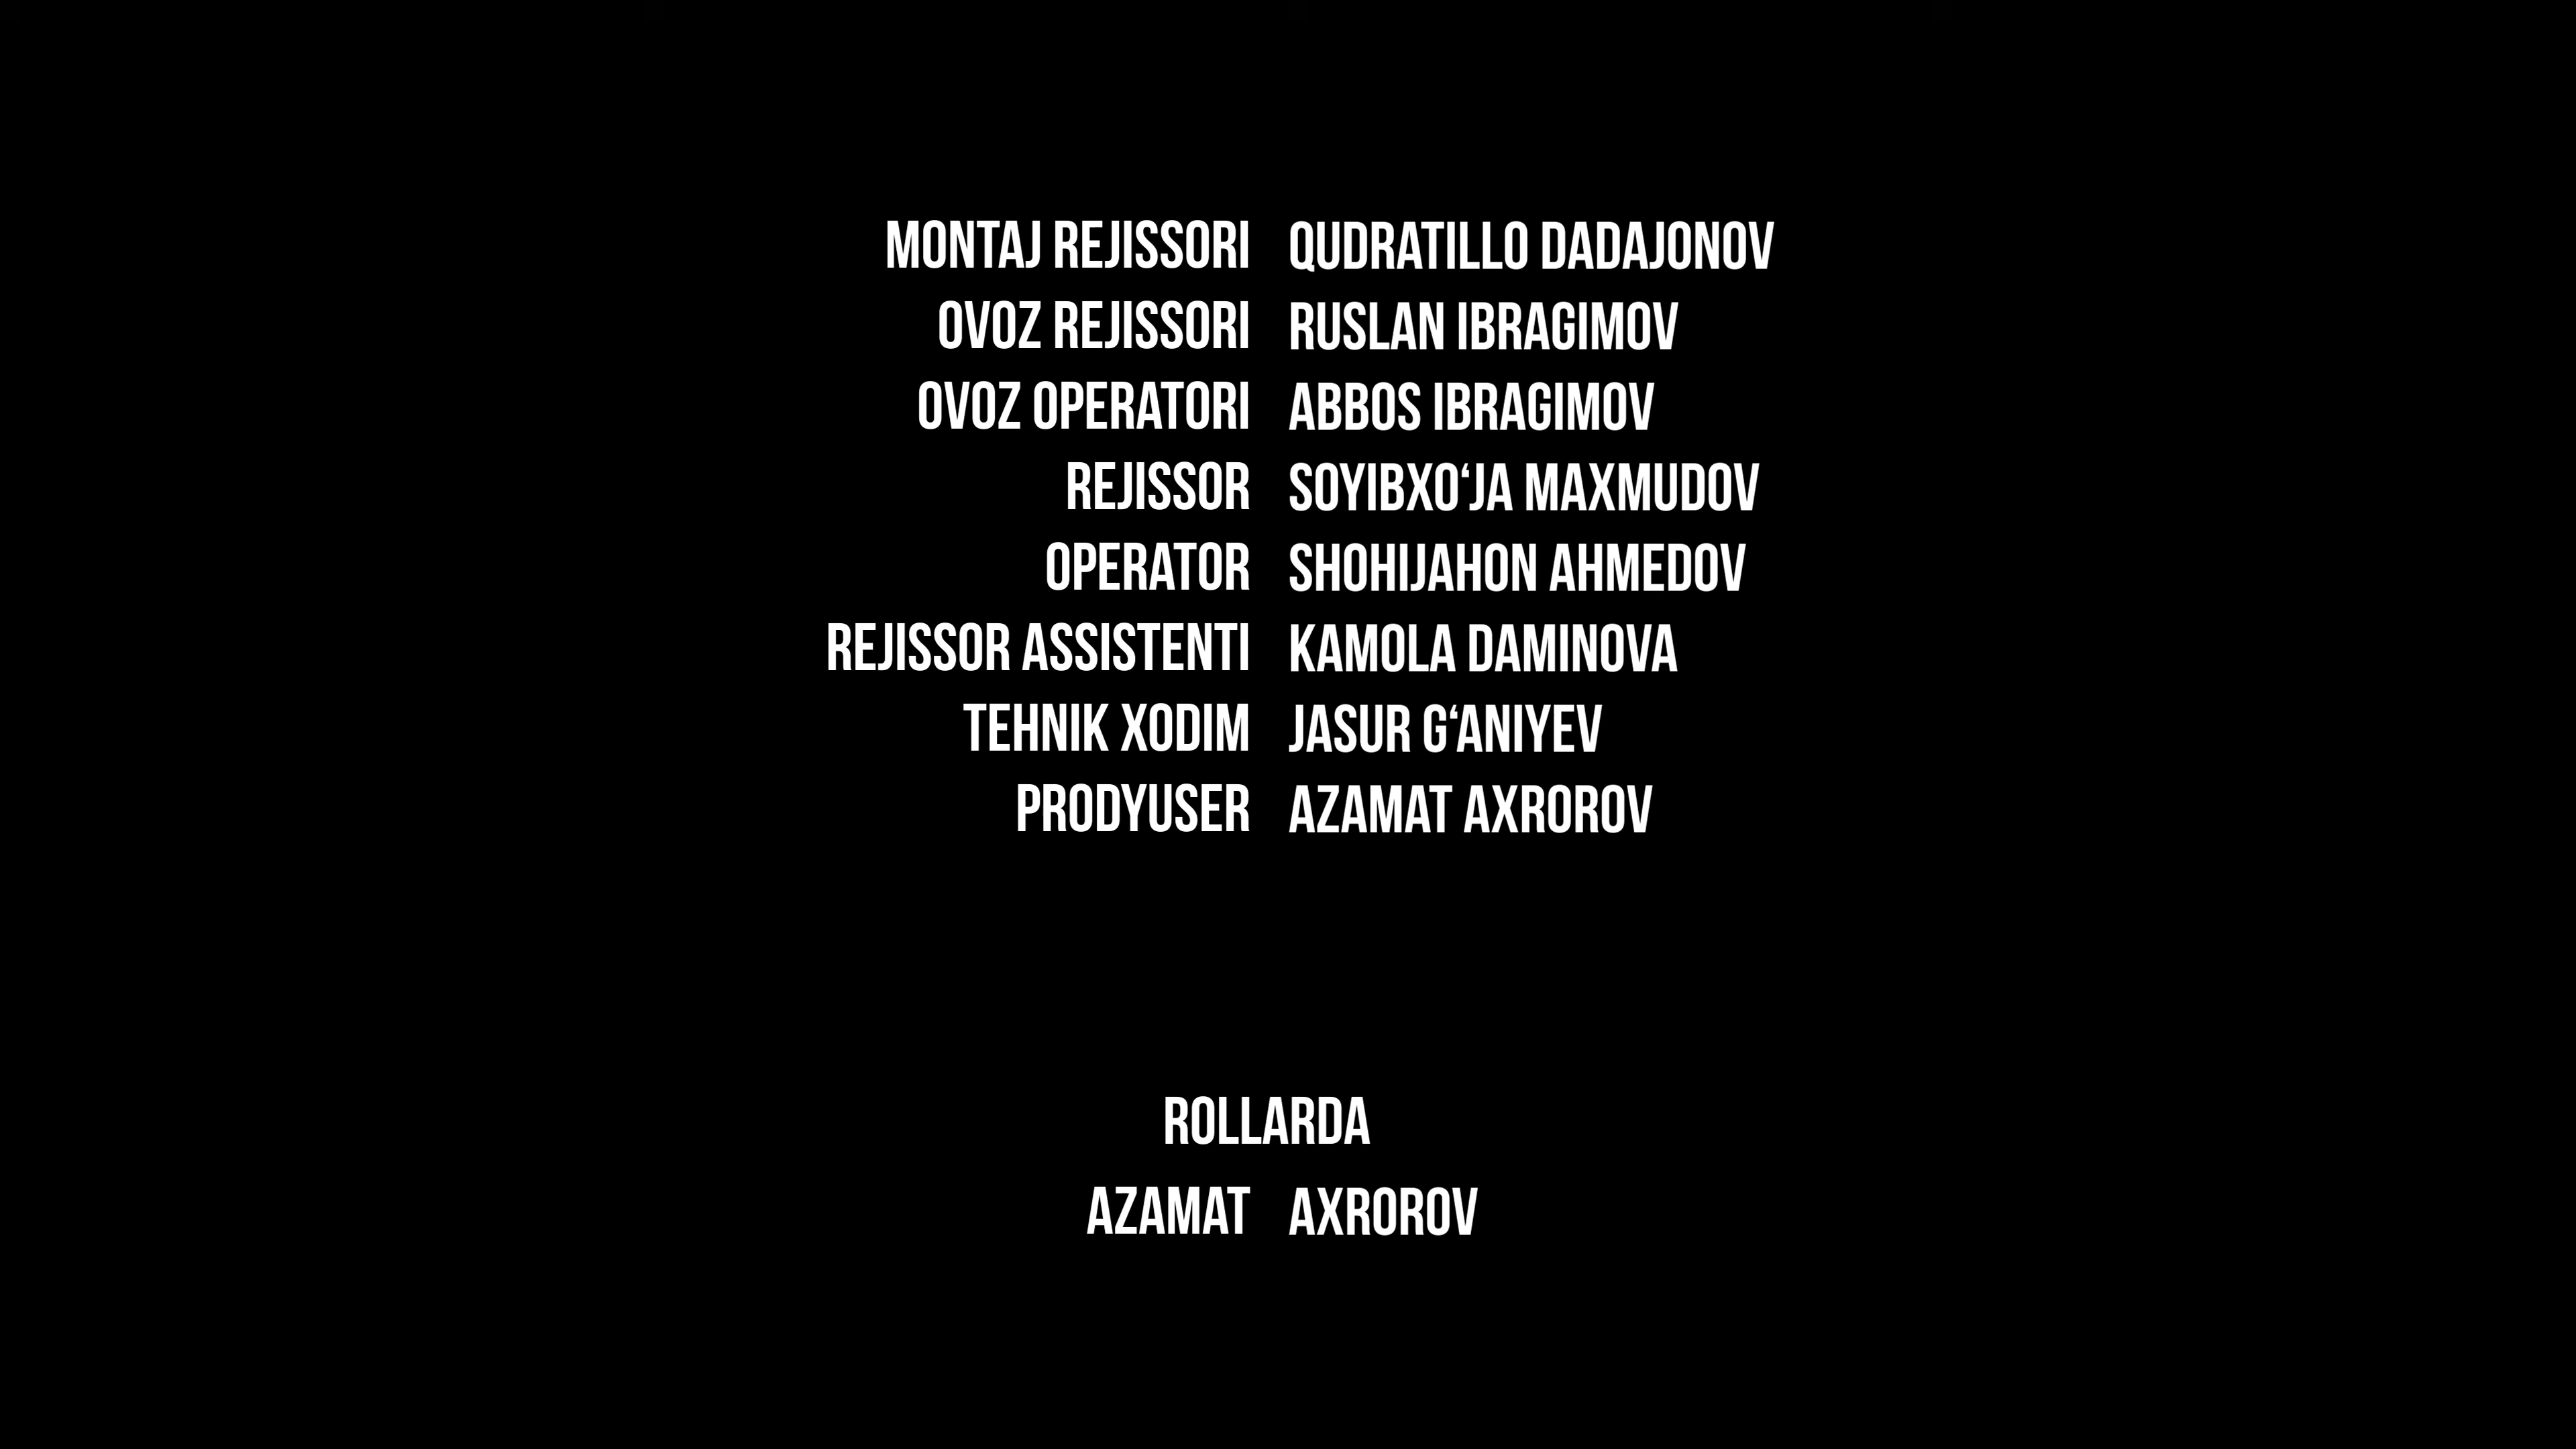 MONTAJ REJISSORI QUDRATILLO DADAJONOV
OVOZ REJISSORI RUSLAN IBRAGIMOV
OVOZ OPERATORI ABBOS IBRAGIMOV
REJISSOR SOYIBXO‘JA MAXMUDOV
OPERATOR SHOHIJAHON AHMEDOV
REJISSOR ASSISTENTI KAMOLA DAMINOVA
TEHNIK XODIM JASUR G‘ANIYEV
PRODYUSER AZAMAT AXROROV
ROLLARDA
AZAMAT AXROROV